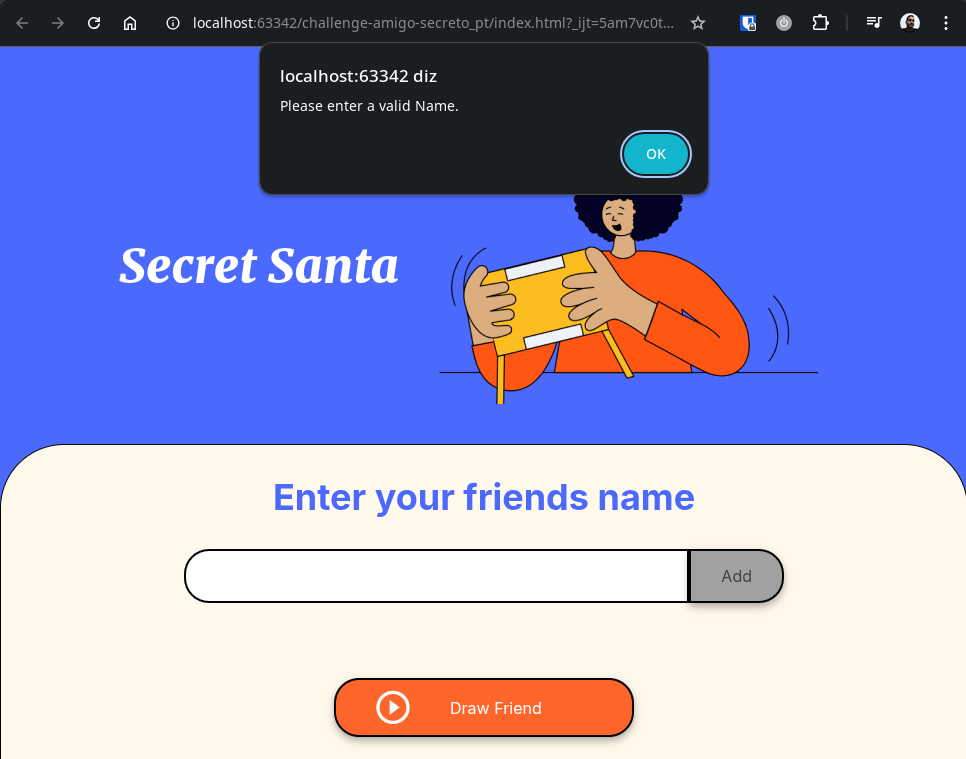 localhost:63342/challenge-amigo-secreto_pt/index.html?_ijt=5am7vc0t...
localhost:63342 diz
Please enter a valid Name.
OK
Secret Santa
Enter your friends name
Add
Draw Friend